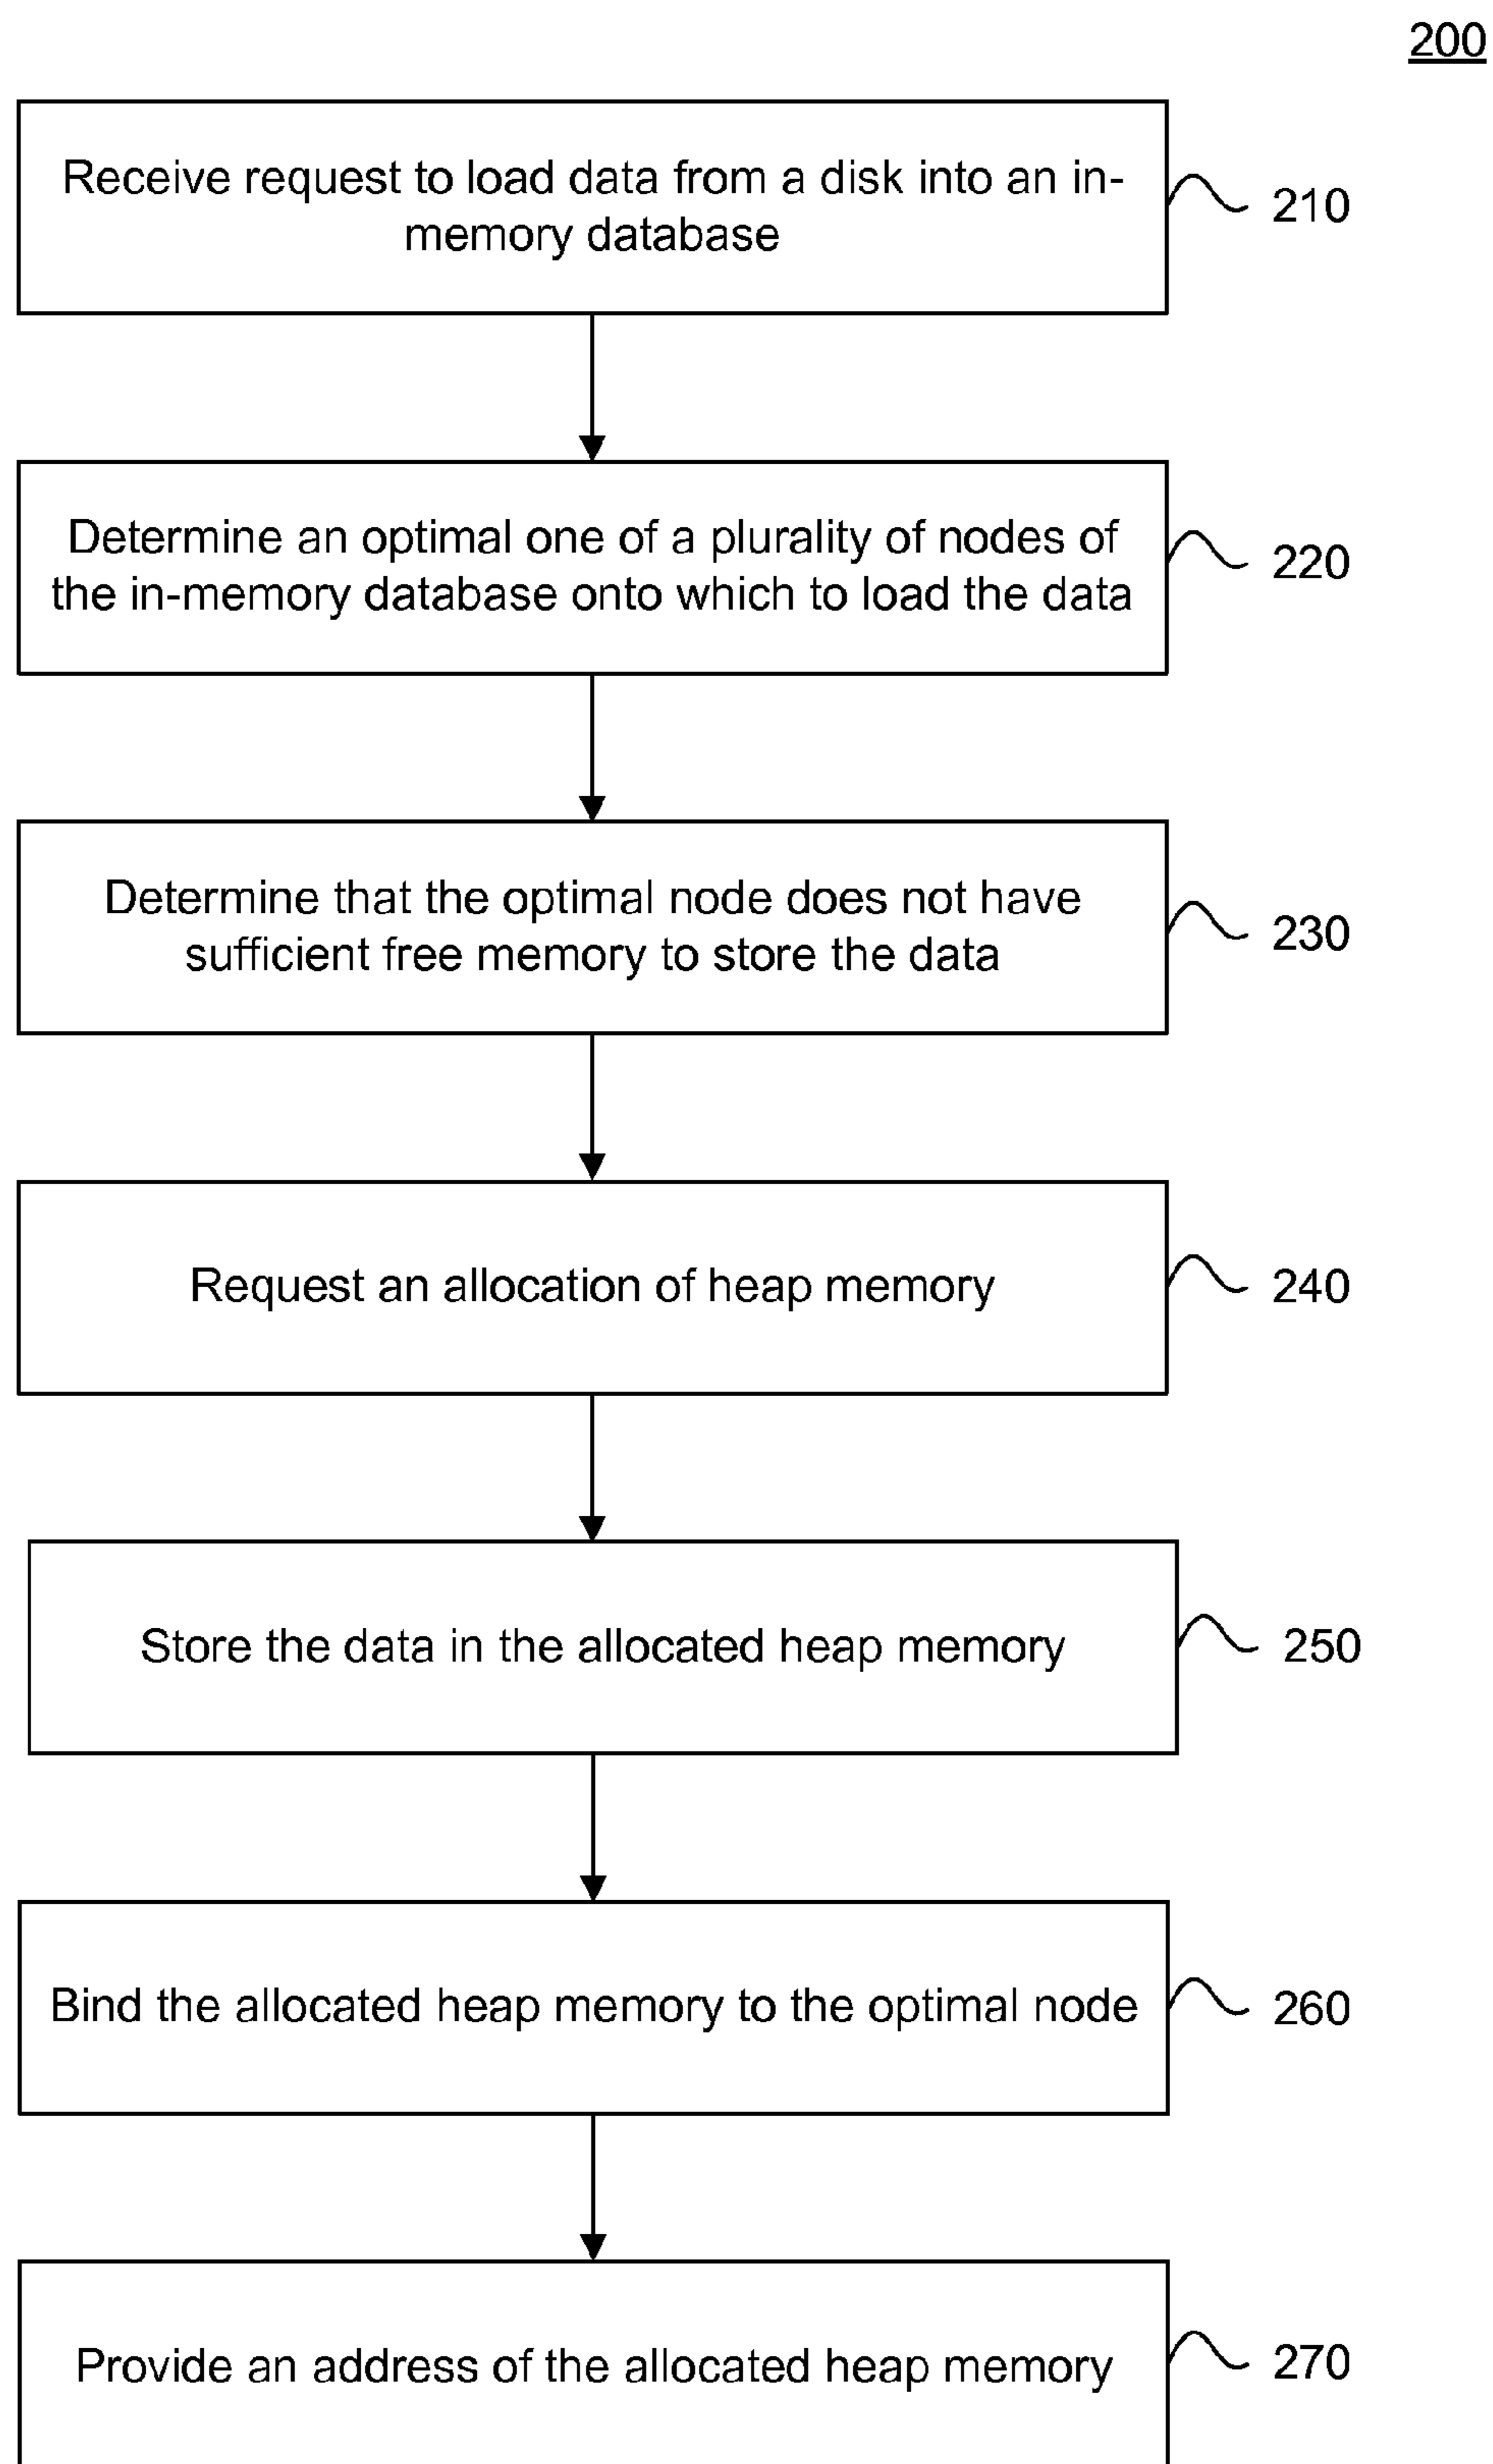 200
Receive request to load data from a disk into an in-
memory database
210
Determine an optimal one of a plurality of nodes of
the in-memory database onto which to load the data
220
Determine that the optimal node does not have
sufficient free memory to store the data
230
Request an allocation of heap memory
240
Store the data in the allocated heap memory
250
Bind the allocated heap memory to the optimal node
260
Provide an address of the allocated heap memory
270